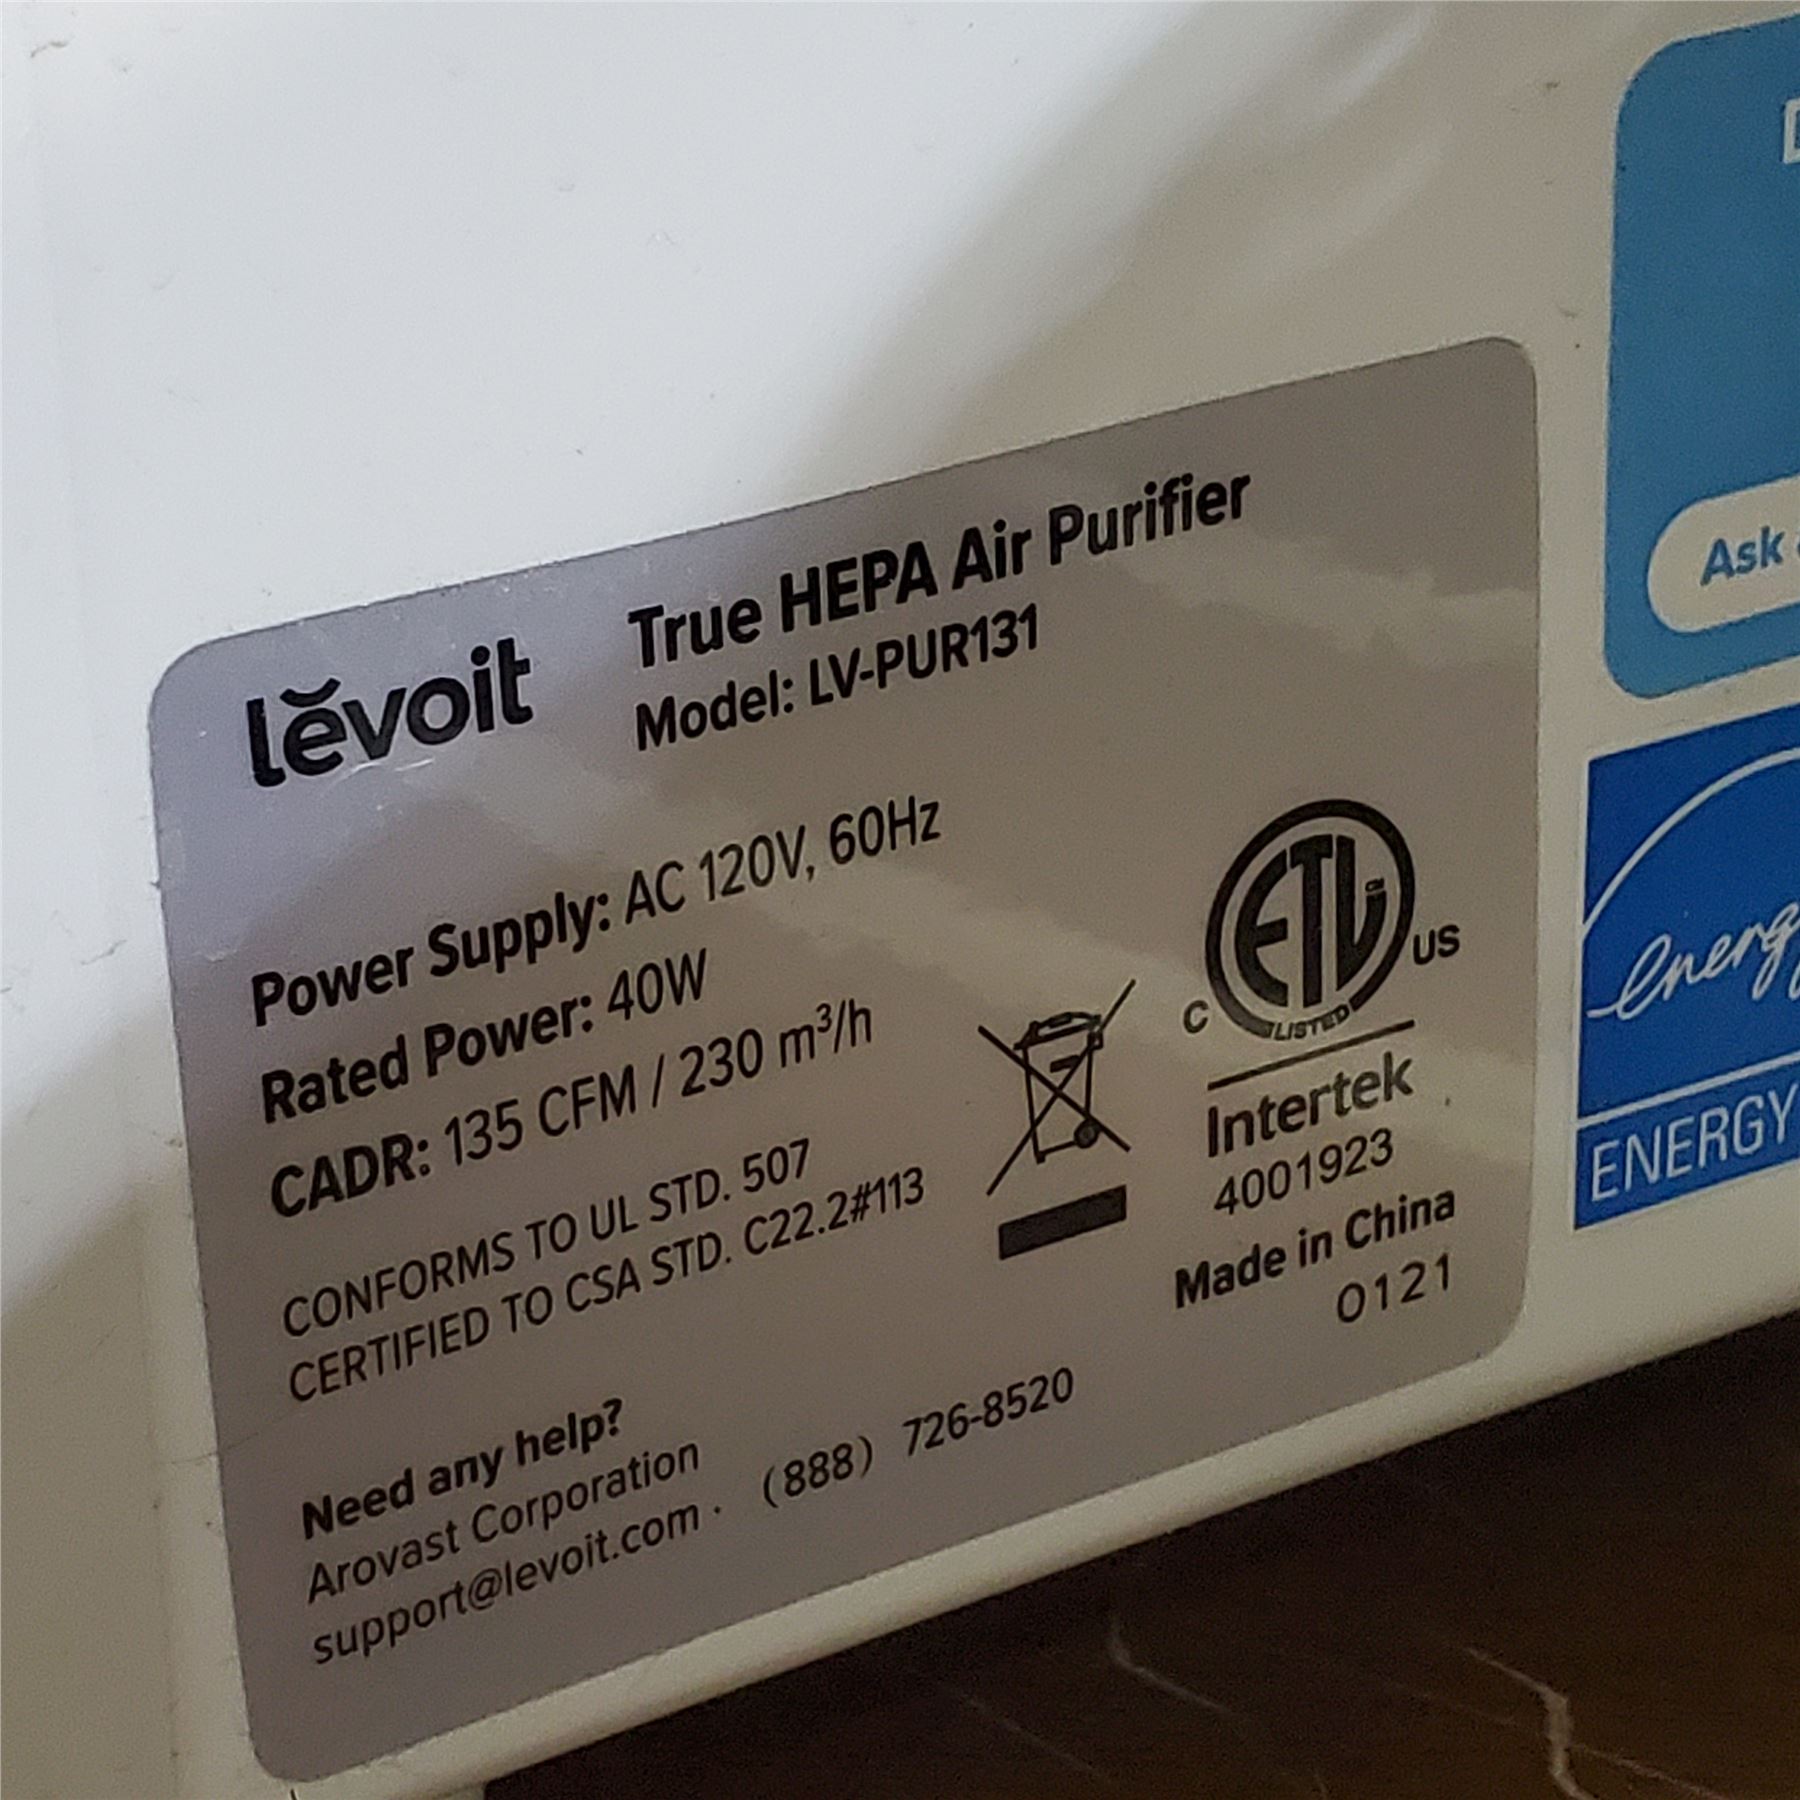 lĕvoit
True HEPA Air Purifier
Model: LV-PUR131
Power Supply: AC 120V, 60Hz
Rated Power: 40W
CADR: 135 CFM / 230 m³/h
CONFORMS TO UL STD. 507
CERTIFIED TO CSA STD. C22.2#113
Need any help?
Arovast Corporation
support@levoit.com · (888) 726-8520
ETL
LISTED
C US
Intertek
4001923
Made in China
0121
Ask
energy
ENERGY